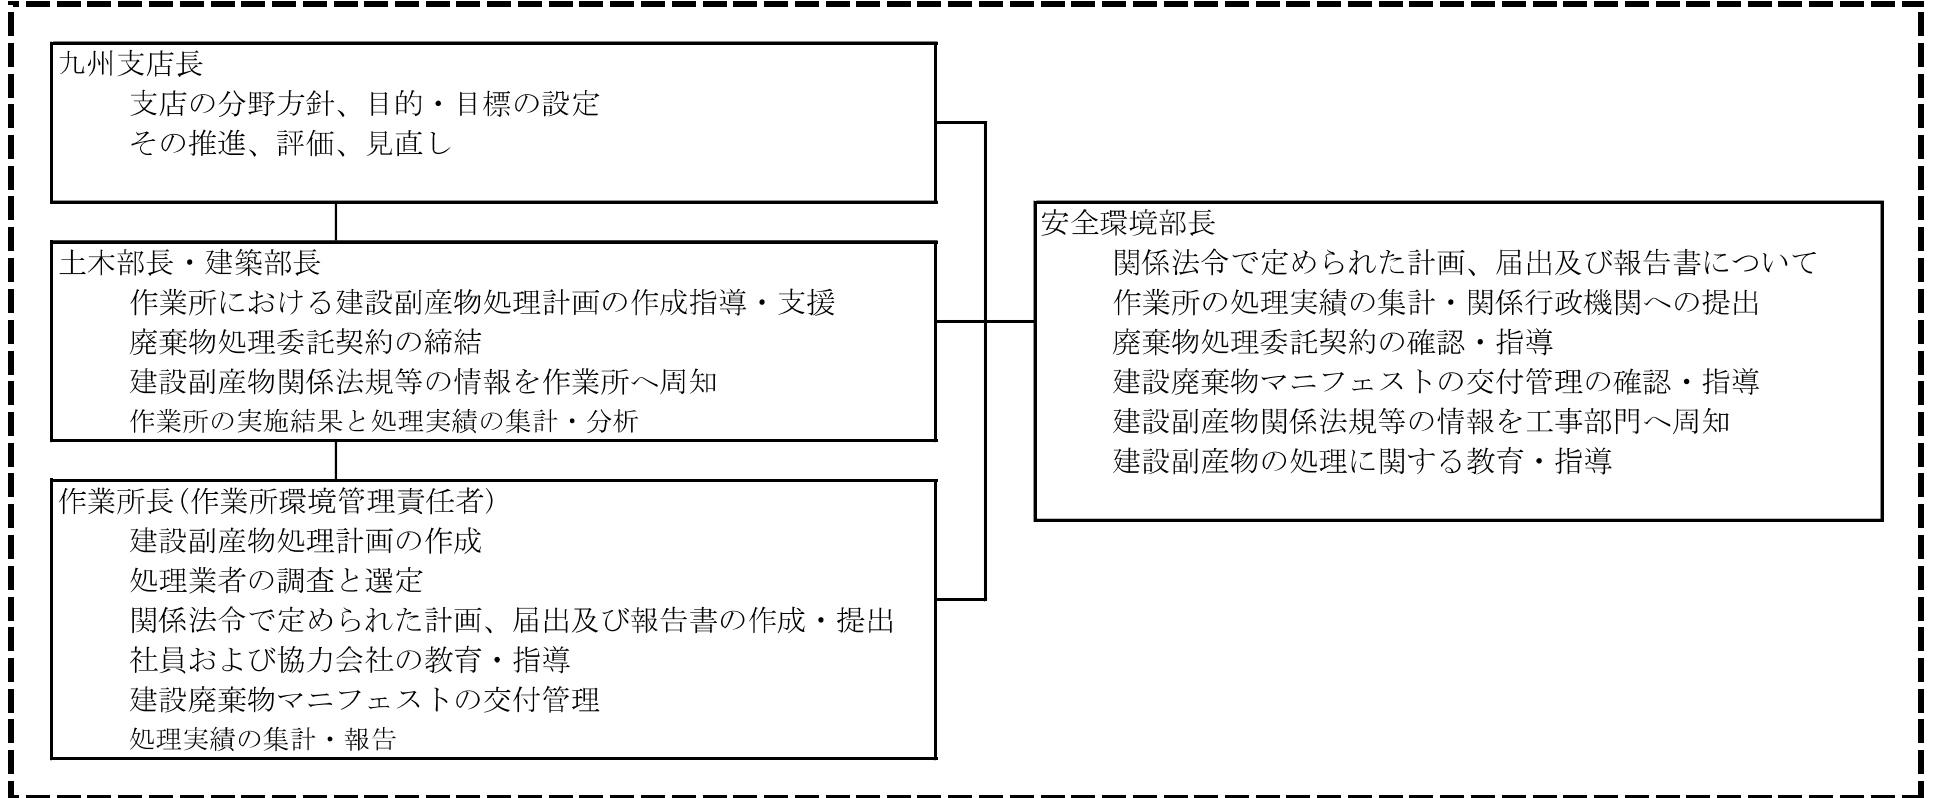 九州支店長
支店の分野方針、目的・目標の設定
その推進、評価、見直し
土木部長・建築部長
作業所における建設副産物処理計画の作成指導・支援
廃棄物処理委託契約の締結
建設副産物関係法規等の情報を作業所へ周知
作業所の実施結果と処理実績の集計・分析
作業所長(作業所環境管理責任者)
建設副産物処理計画の作成
処理業者の調査と選定
関係法令で定められた計画、届出及び報告書の作成・提出
社員および協力会社の教育・指導
建設廃棄物マニフェストの交付管理
処理実績の集計・報告
安全環境部長
関係法令で定められた計画、届出及び報告書について
作業所の処理実績の集計・関係行政機関への提出
廃棄物処理委託契約の確認・指導
建設廃棄物マニフェストの交付管理の確認・指導
建設副産物関係法規等の情報を工事部門へ周知
建設副産物の処理に関する教育・指導